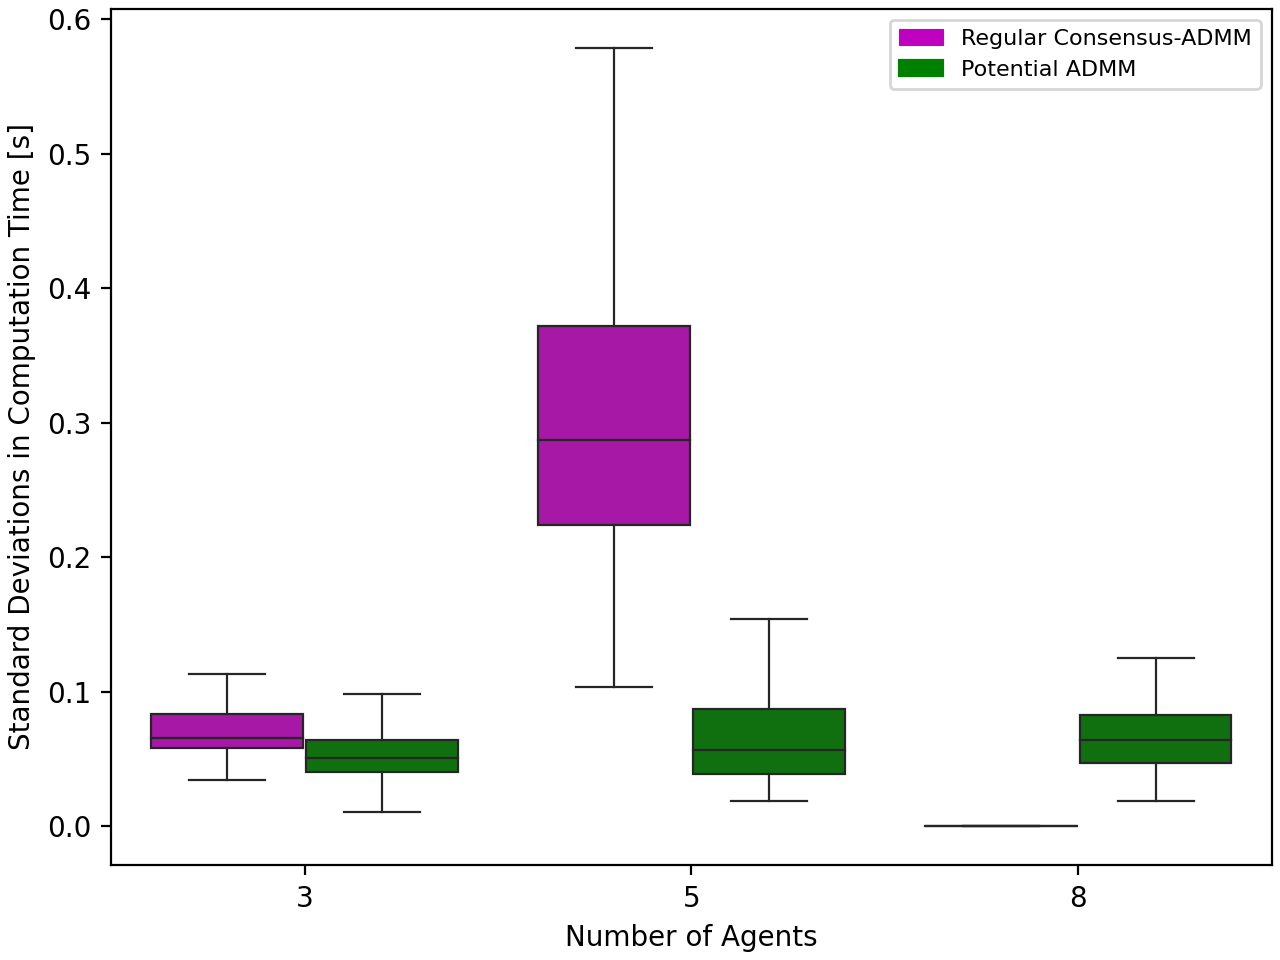 Regular Consensus-ADMM
Potential ADMM
Standard Deviations in Computation Time [s]
0.6
0.5
0.4
0.3
0.2
0.1
0.0
3 5 8
Number of Agents